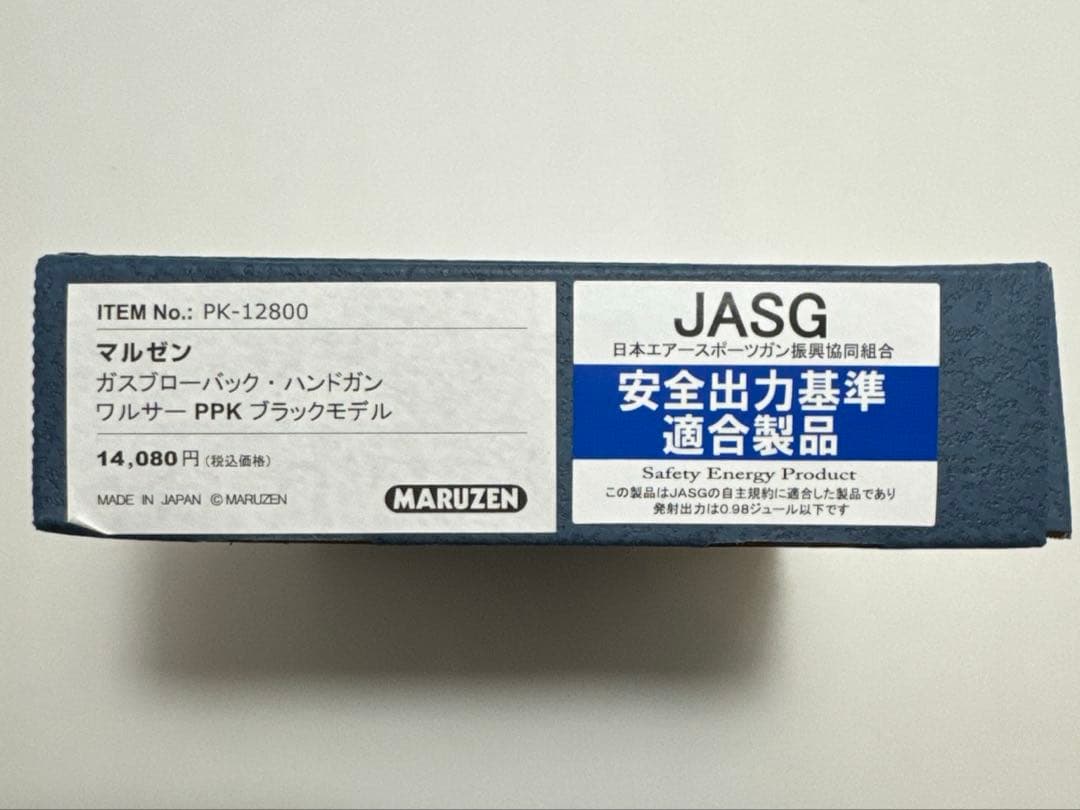 ITEM No.: PK-12800
マルゼン
ガスブローバック・ハンドガン
ワルサー PPK ブラックモデル
14,080円(税込価格)
MADE IN JAPAN ©MARUZEN
MARUZEN
JASG
日本エアースポーツガン振興協同組合
安全出力基準
適合製品
Safety Energy Product
この製品はJASGの自主規約に適合した製品であり
発射出力は0.98ジュール以下です